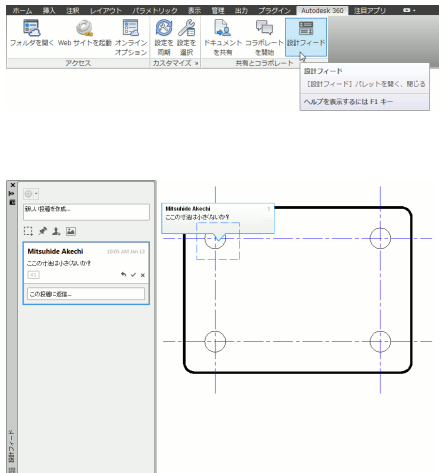 ホーム 挿入 注釈 レイアウト パラメトリック 表示 管理 出力 プラグイン Autodesk 360 注目アプリ
フォルダを開く Web サイトを起動 オンライン 設定を 設定を ドキュメント コラボレート 設計フィード
オプション 同期 選択 を共有 を開始
アクセス カスタマイズ 共有とコラボレート
設計フィード
[設計フィード] パレットを開く、閉じる
ヘルプを表示するには F1 キー
新しい投稿を作成...
Mitsuhide Akechi 10:05 AM Jan 13
ここの寸法は小さくないか?
#1
この投稿に返信...
Mitsuhide Akechi
ここの寸法は小さくないか?
設計フィード